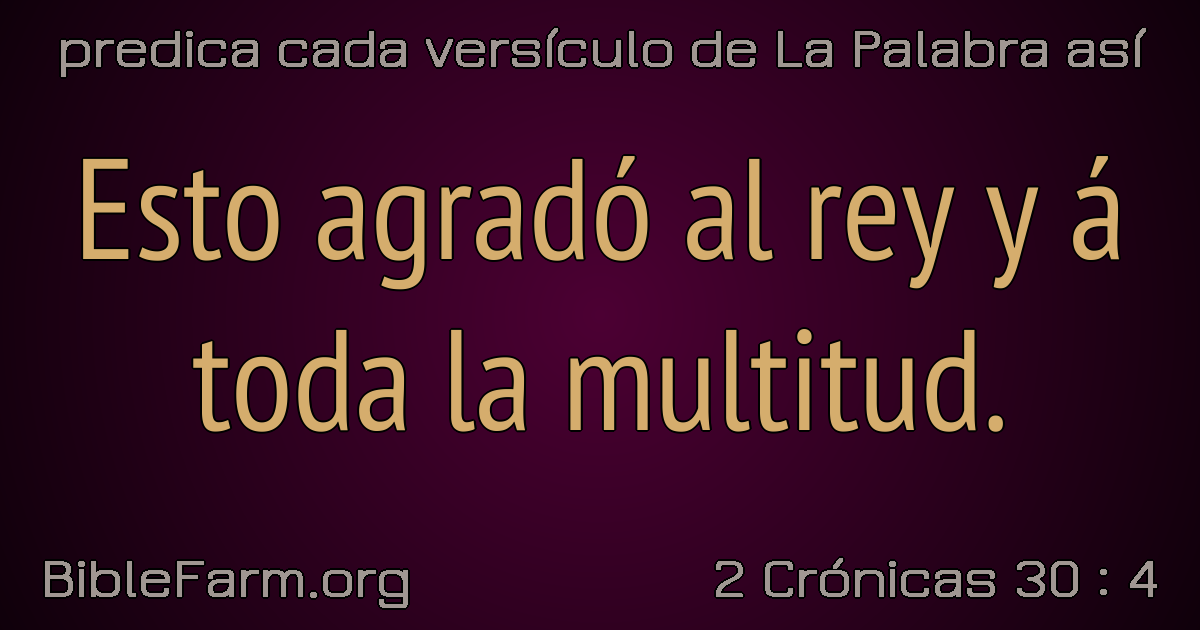 predica cada versículo de La Palabra así
Esto agradó al rey y á
toda la multitud.
BibleFarm.org
2 Crónicas 30 : 4